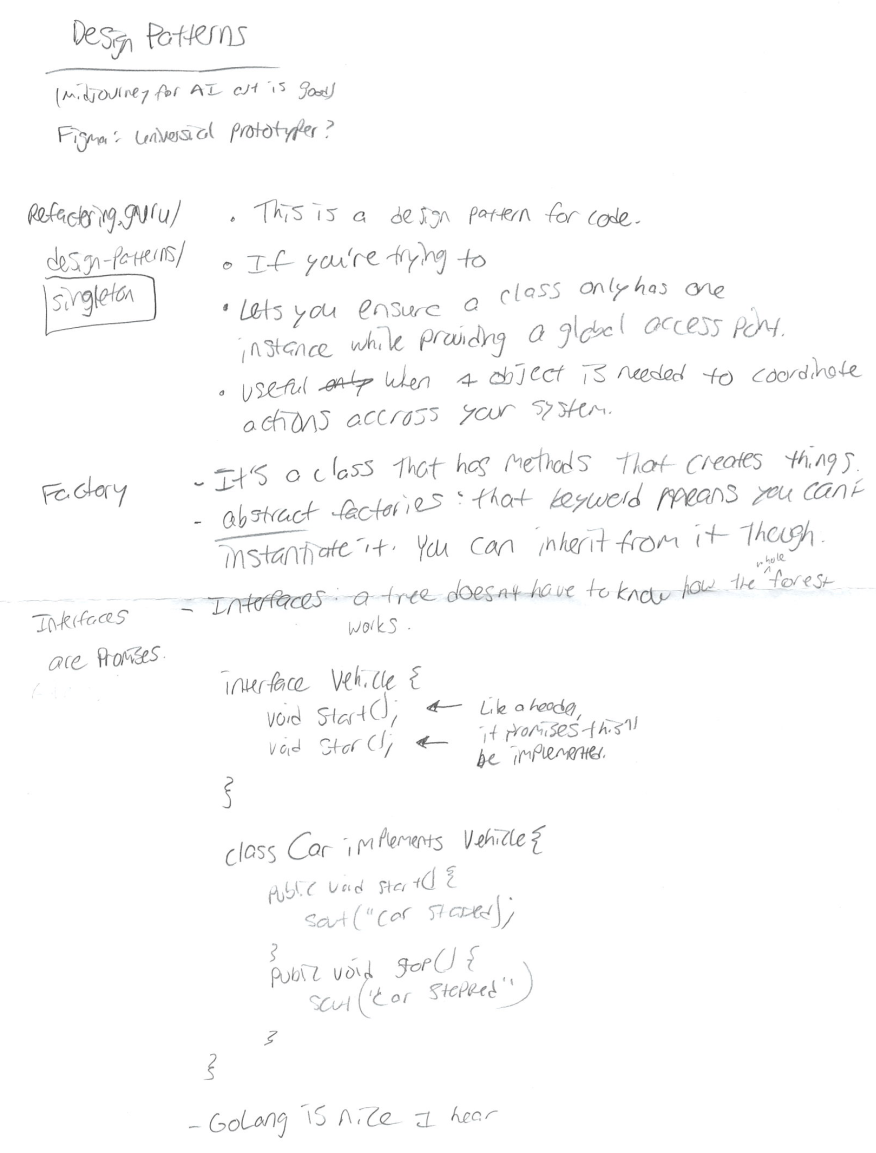 Design Patterns
(Midjourney for AI art is good)
Figma: Universial Prototyper?
Refactoring.guru/
design-patterns/
singleton
• This is a design pattern for code.
• If you're trying to
• Lets you ensure a class only has one
instance while providing a global access point.
• Useful only when 1 object is needed to coordinate
actions accross your system.
Factory
- It's a class that has methods that creates things.
- abstract factories: that keyword means you can't
instantiate it. You can inherit from it though.
Interfaces
are Promises.
- Interfaces: a tree doesn't have to know how the whole forest
works.
interface Vehicle {
void Start();
void Stop();
}
← Like a header,
← it promises this'll
be implemented.
class Car implements Vehicle {
public void start() {
sout("Car started);
}
public void stop() {
sout("Car stopped")
}
}
- GoLang is nice I hear